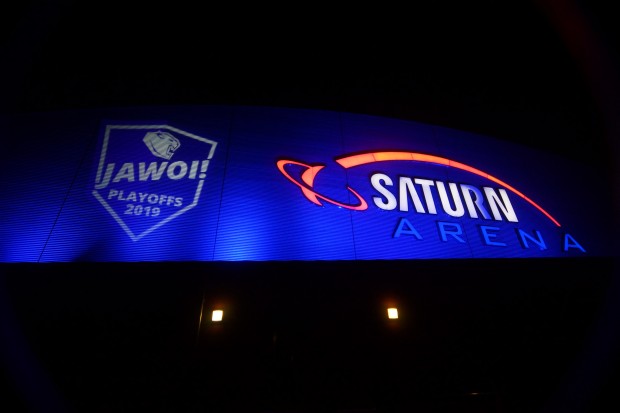 JAWOI!
PLAYOFFS
2019
SATURN
ARENA